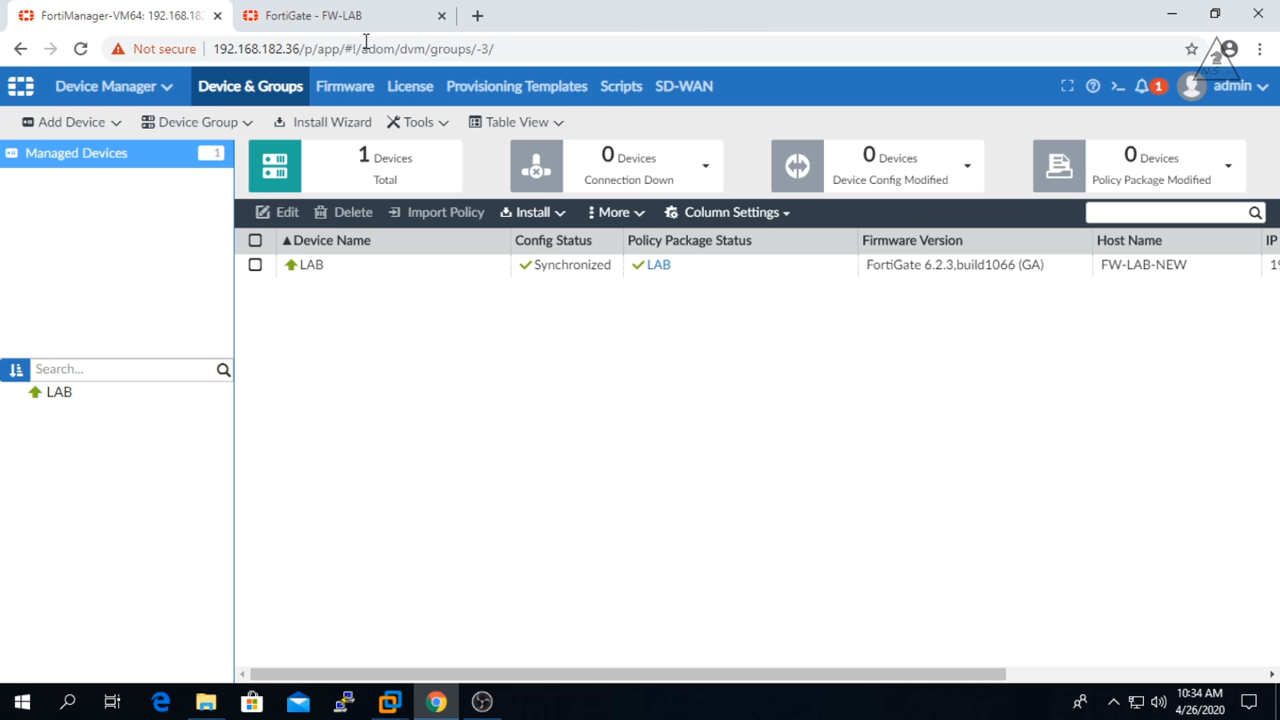 FortiManager-VM64: 192.168.182
FortiGate - FW-LAB
Not secure
192.168.182.36/p/app/#!/adom/dvm/groups/-3/
Device Manager
Device & Groups
Firmware
License
Provisioning Templates
Scripts
SD-WAN
1
admin
Add Device
Device Group
Install Wizard
Tools
Table View
Managed Devices
1
1 Devices
Total
0 Devices
Connection Down
0 Devices
Device Config Modified
0 Devices
Policy Package Modified
Edit
Delete
Import Policy
Install
More
Column Settings
Device Name
Config Status
Policy Package Status
Firmware Version
Host Name
IP
LAB
Synchronized
LAB
FortiGate 6.2.3,build1066 (GA)
FW-LAB-NEW
19
Search...
LAB
10:34 AM
4/26/2020